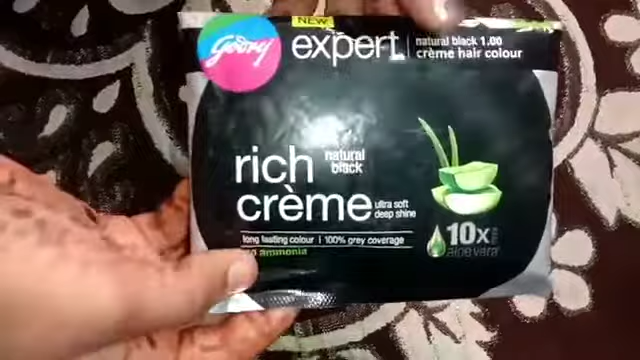 Godrej
NEW
expert
natural black 1.00
crème hair colour
rich
natural
black
crème
ultra soft
deep shine
long lasting colour | 100% grey coverage
no ammonia
10x
aloe vera